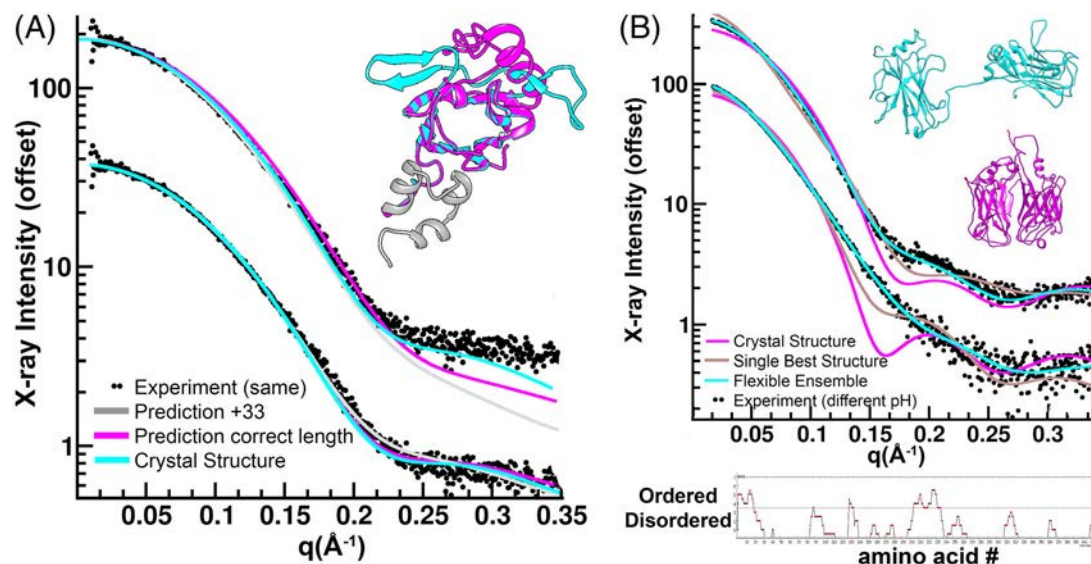 (A)
X-ray Intensity (offset)
100
10
1
Experiment (same)
Prediction +33
Prediction correct length
Crystal Structure
0.05 0.1 0.15 0.2 0.25 0.30 0.35
q(Å⁻¹)
(B)
X-ray Intensity (offset)
100
10
1
Crystal Structure
Single Best Structure
Flexible Ensemble
Experiment (different pH)
0.05 0.1 0.15 0.2 0.25 0.3
q(Å⁻¹)
Ordered
Disordered
amino acid #